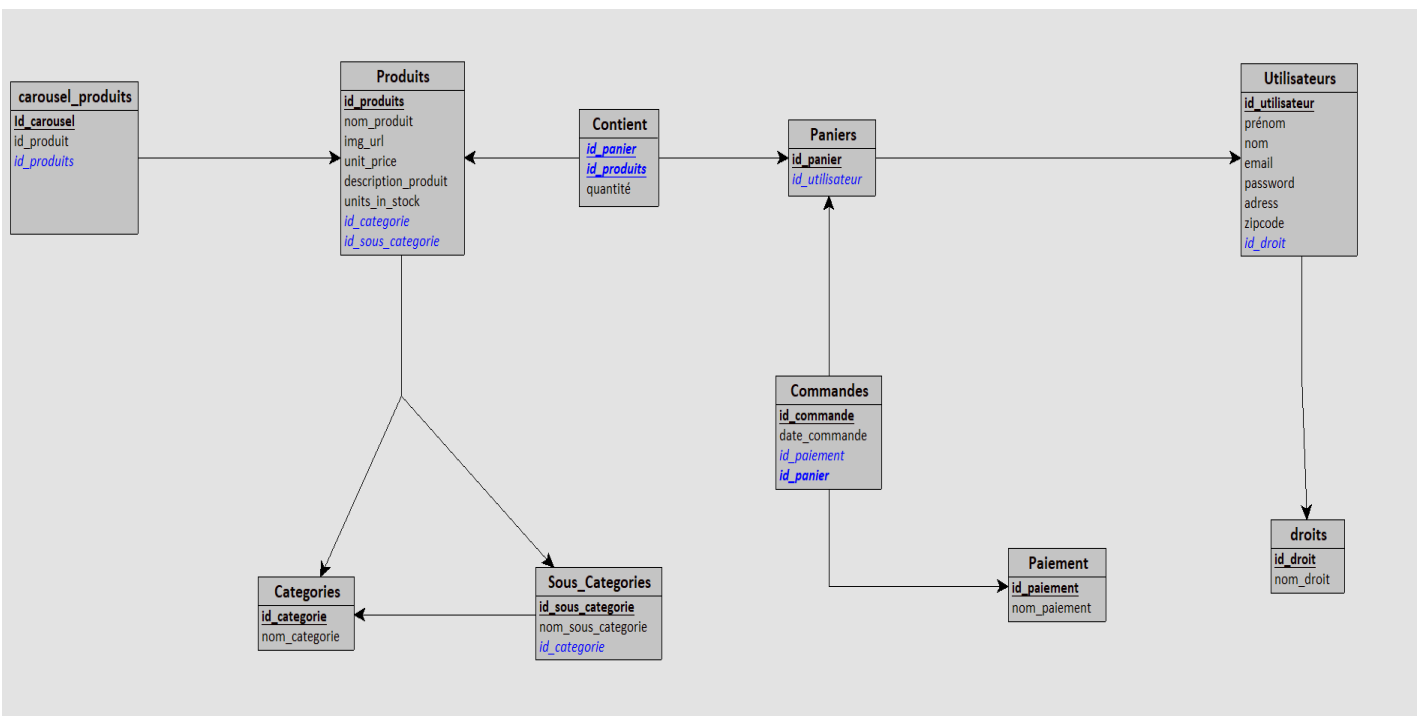 carousel_produits
Id_carousel
id_produit
id_produits
Produits
id_produits
nom_produit
img_url
unit_price
description_produit
units_in_stock
id_categorie
id_sous_categorie
Contient
id_panier
id_produits
quantité
Paniers
id_panier
id_utilisateur
Utilisateurs
id_utilisateur
prénom
nom
email
password
adress
zipcode
id_droit
Commandes
id_commande
date_commande
id_paiement
id_panier
Categories
id_categorie
nom_categorie
Sous_Categories
id_sous_categorie
nom_sous_categorie
id_categorie
Paiement
id_paiement
nom_paiement
droits
id_droit
nom_droit